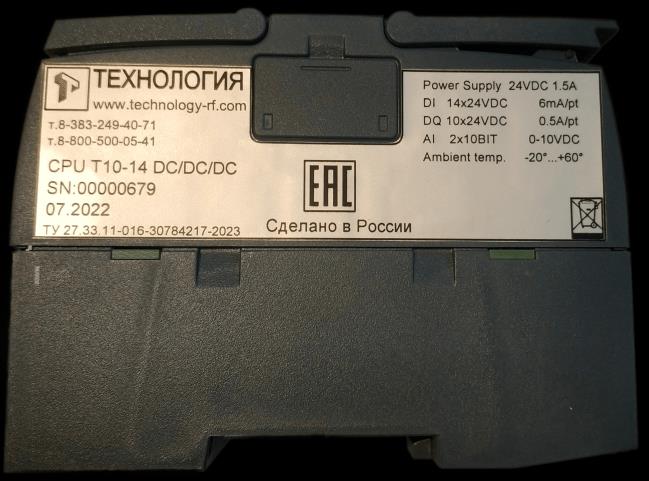 ТЕХНОЛОГИЯ
www.technology-rf.com
т.8-383-249-40-71
т.8-800-500-05-41
CPU T10-14 DC/DC/DC
SN:00000679
07.2022
ТУ 27.33.11-016-30784217-2023
EAC
Сделано в России
Power Supply 24VDC 1.5A
DI 14x24VDC 6mA/pt
DQ 10x24VDC 0.5A/pt
AI 2x10BIT 0-10VDC
Ambient temp. -20°...+60°